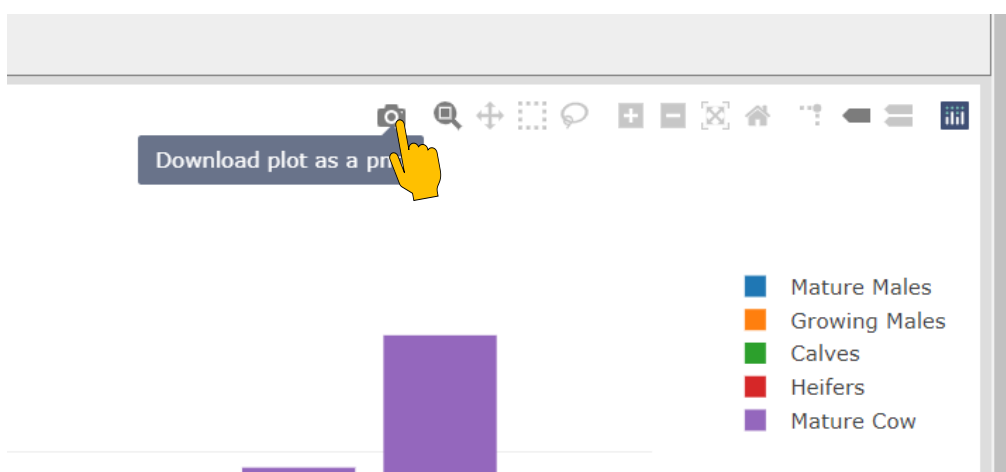 Download plot as a pn
Mature Males
Growing Males
Calves
Heifers
Mature Cow